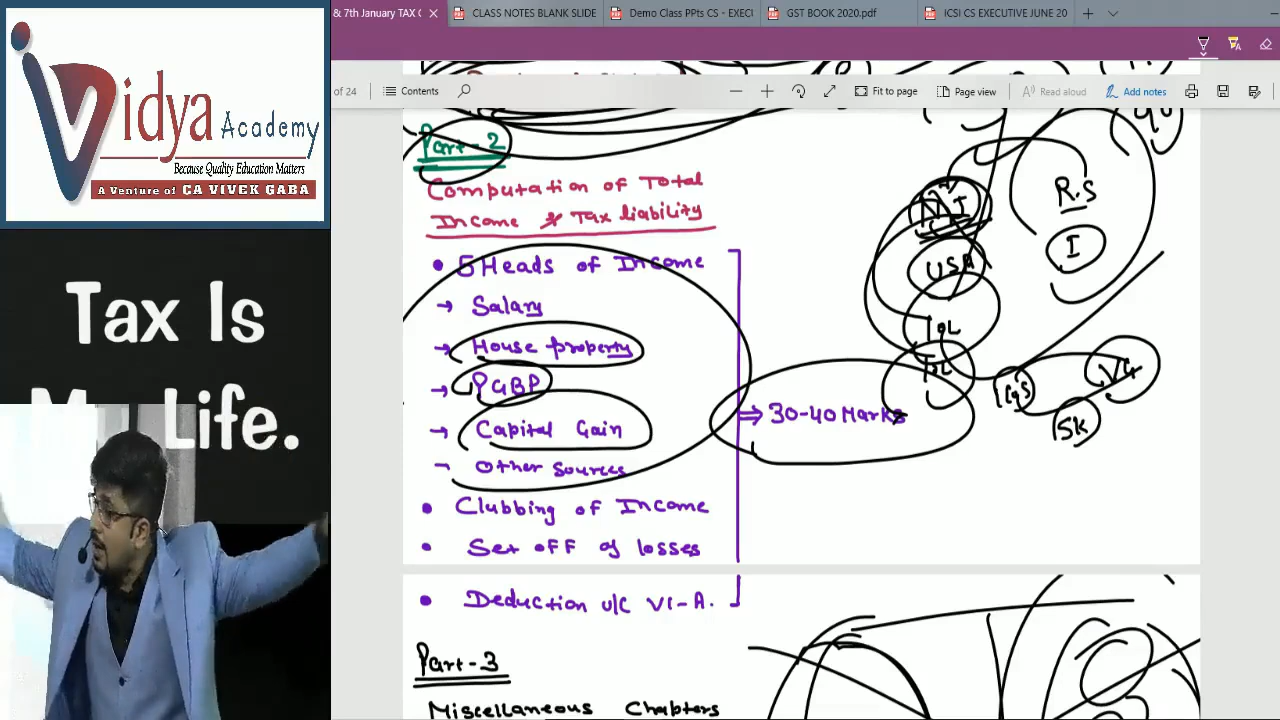 & 7th January TAX C
CLASS NOTES BLANK SLIDE
Demo Class PPts CS - EXECU
GST BOOK 2020.pdf
ICSI CS EXECUTIVE JUNE 20
of 24
Contents
Fit to page
Page view
Read aloud
Add notes
Vidya Academy
Because Quality Education Matters
A Venture of CA VIVEK GABA
Tax Is
My Life.
Part-2
Computation of Total
Income & Tax liability
• 5 Heads of Income
→ Salary
→ House property
→ PGBP
→ Capital Gain
– Other sources
⇒ 30-40 Marks
• Clubbing of Income
• Set off of losses
• Deduction u/c VI-A.
R.S
I
USA
VG
SK
Part-3
Miscellaneous Chapters